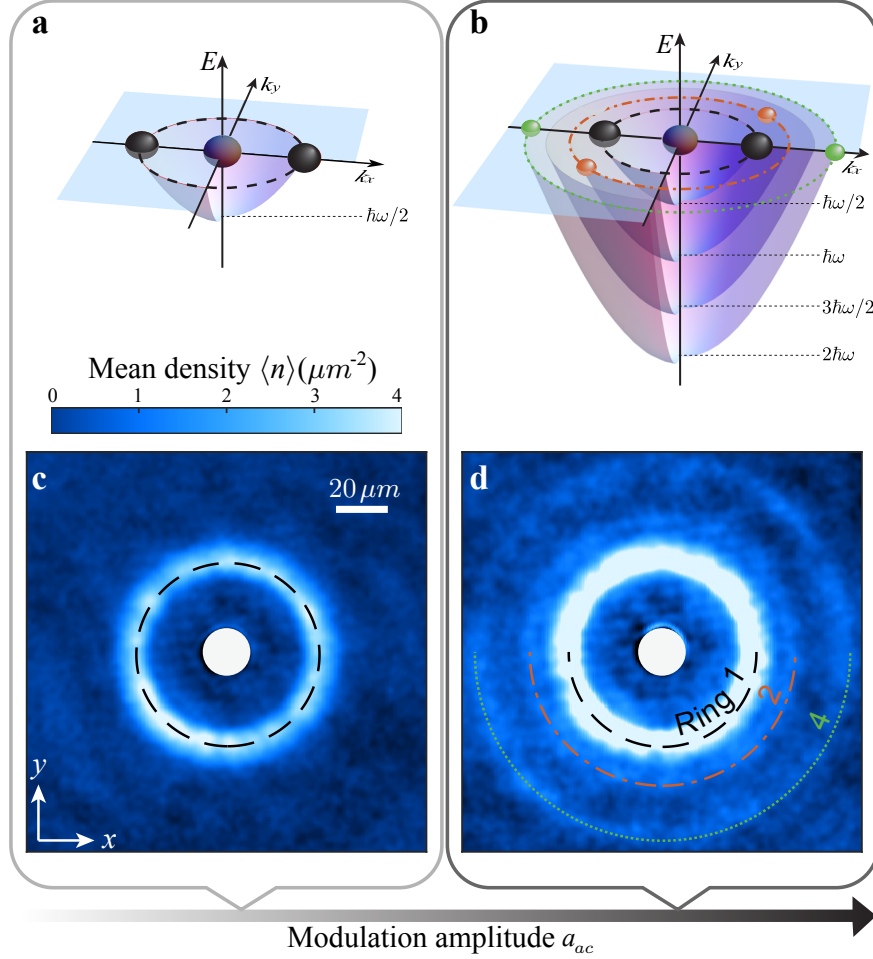 a
E
k_y
k_x
ħω/2
b
E
k_y
k_x
ħω/2
ħω
3ħω/2
2ħω
Mean density ⟨n⟩(μm⁻²)
0 1 2 3 4
c
20 μm
y
x
d
Ring 1
2
4
Modulation amplitude a_ac